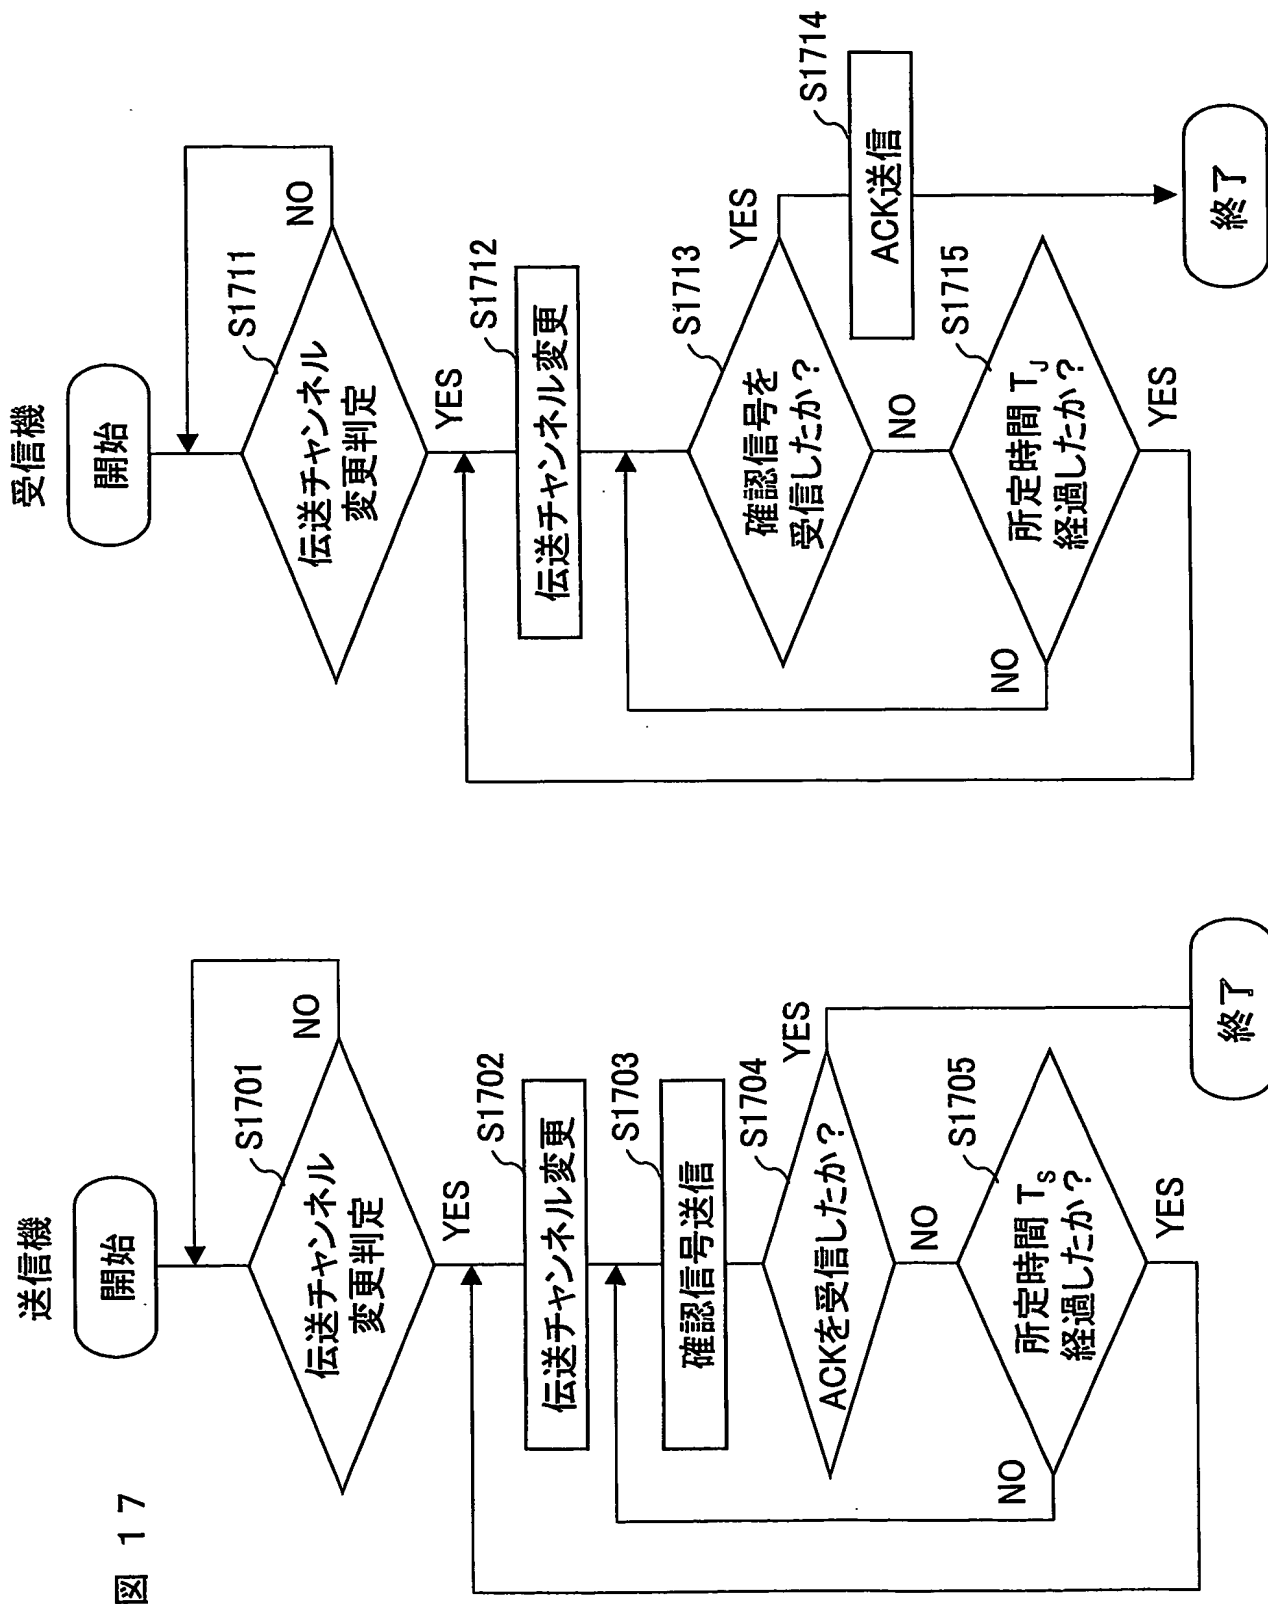 図 17
送信機
開始
伝送チャンネル
変更判定
S1701
NO
YES
伝送チャンネル変更
S1702
確認信号送信
S1703
ACKを受信したか?
S1704
YES
NO
所定時間 TS
経過したか?
S1705
NO
YES
終了
受信機
開始
伝送チャンネル
変更判定
S1711
NO
YES
伝送チャンネル変更
S1712
確認信号を
受信したか?
S1713
YES
NO
ACK送信
S1714
所定時間 TJ
経過したか?
S1715
NO
YES
終了